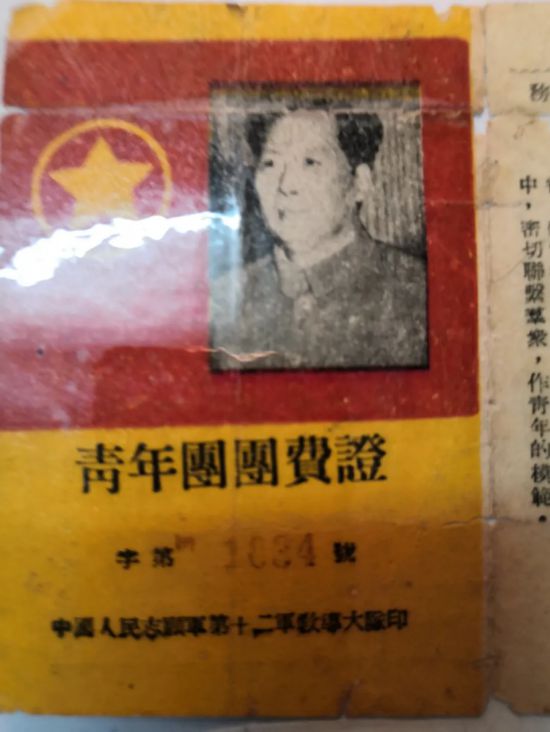 青年團團費證
字第 1034 號
中國人民志願軍第十二軍教導大隊印
務
中，密切聯繫羣衆，作青年的模範。